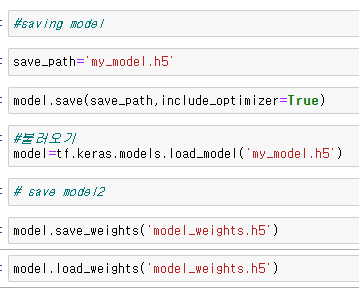 #saving model
save_path='my_model.h5'
model.save(save_path,include_optimizer=True)
#불러오기
model=tf.keras.models.load_model('my_model.h5')
# save model2
model.save_weights('model_weights.h5')
model.load_weights('model_weights.h5')